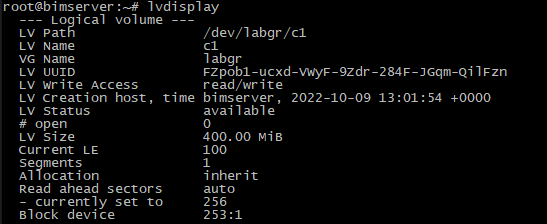 root@bimserver:~# lvdisplay
--- Logical volume ---
LV Path                /dev/labgr/c1
LV Name                c1
VG Name                labgr
LV UUID                FZpob1-ucxd-VWyF-9Zdr-284F-JGqm-QilFzn
LV Write Access        read/write
LV Creation host, time bimserver, 2022-10-09 13:01:54 +0000
LV Status              available
# open                 0
LV Size                400.00 MiB
Current LE             100
Segments               1
Allocation             inherit
Read ahead sectors     auto
- currently set to     256
Block device           253:1